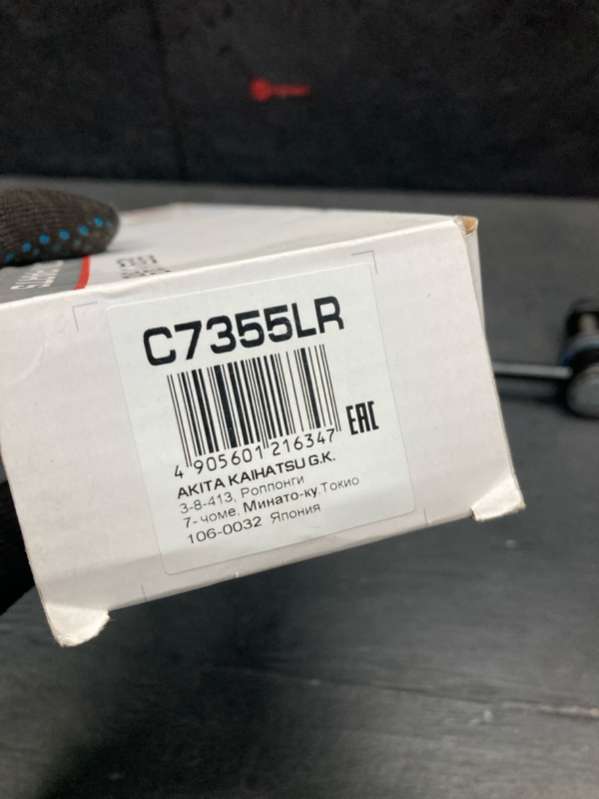 C7355LR
4 905601 216347
EAC
AKITA KAIHATSU G.K.
3-8-413, Роппонги
7- чоме, Минато-ку,Токио
106-0032 Япония